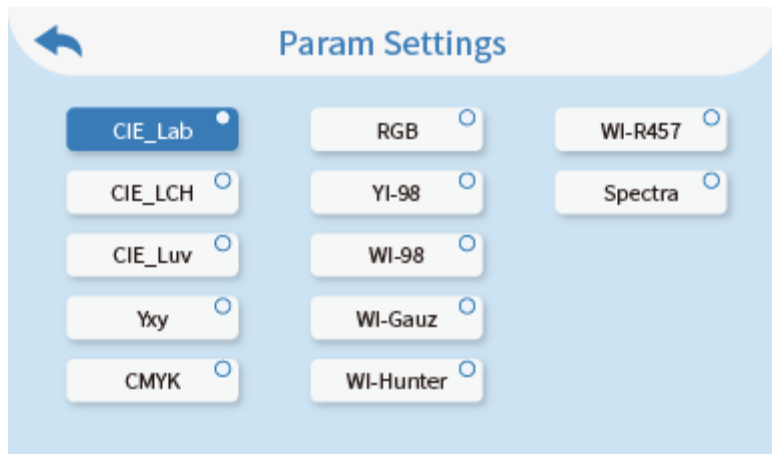 Param Settings
CIE_Lab
RGB
WI-R457
CIE_LCH
YI-98
Spectra
CIE_Luv
WI-98
Yxy
WI-Gauz
CMYK
WI-Hunter